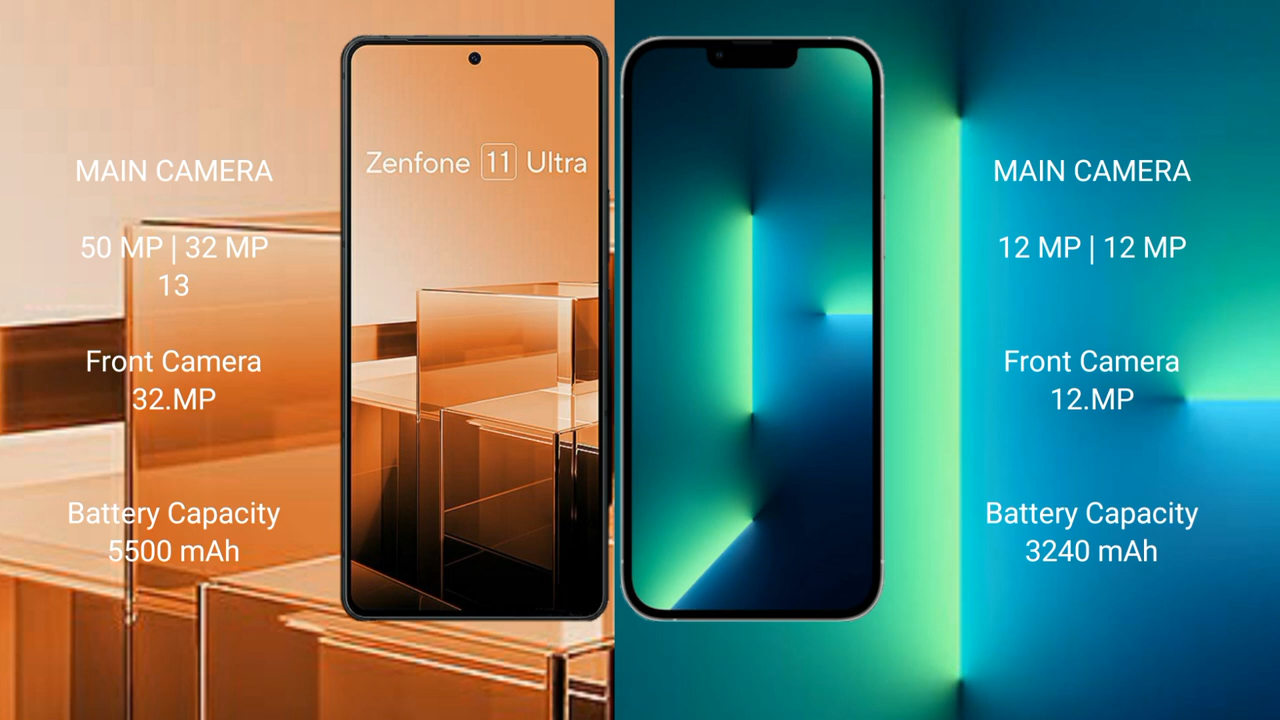 MAIN CAMERA
50 MP | 32 MP
13
Front Camera
32.MP
Battery Capacity
5500 mAh
Zenfone 11 Ultra
MAIN CAMERA
12 MP | 12 MP
Front Camera
12.MP
Battery Capacity
3240 mAh